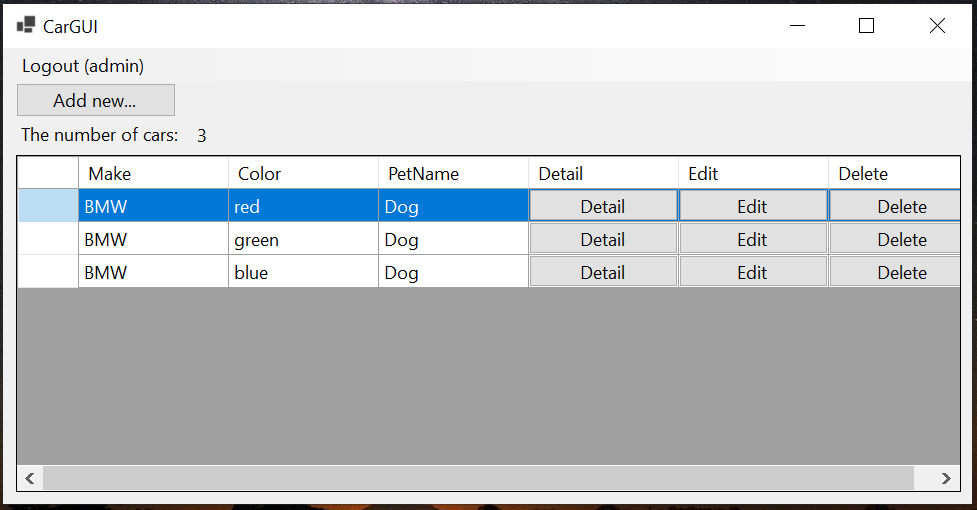 CarGUI
Logout (admin)
Add new...
The number of cars: 3
Make Color PetName Detail Edit Delete
BMW red Dog Detail Edit Delete
BMW green Dog Detail Edit Delete
BMW blue Dog Detail Edit Delete